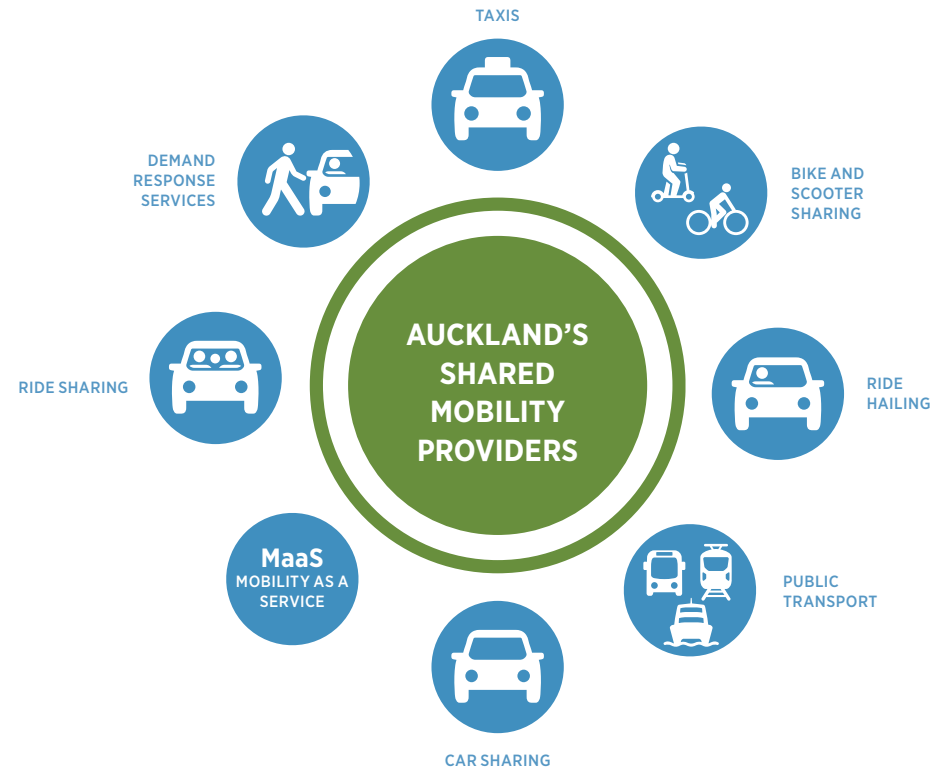 TAXIS
DEMAND
RESPONSE
SERVICES
BIKE AND
SCOOTER
SHARING
AUCKLAND’S
SHARED
MOBILITY
PROVIDERS
RIDE SHARING
RIDE
HAILING
MaaS
MOBILITY AS A
SERVICE
PUBLIC
TRANSPORT
CAR SHARING